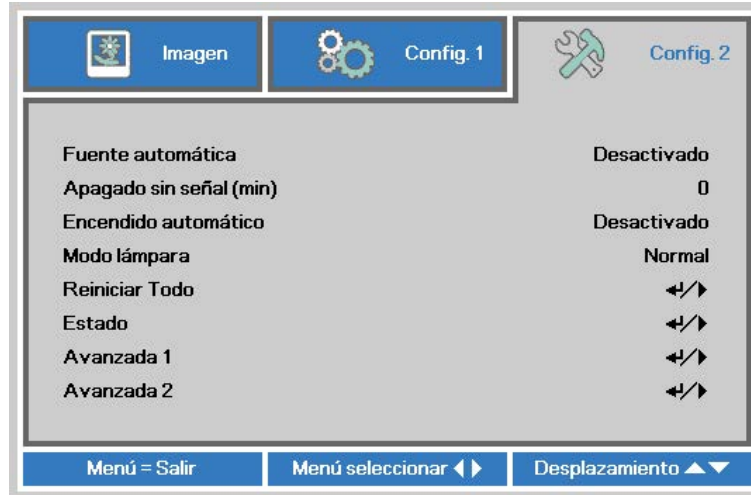 Imagen Config. 1 Config. 2
Fuente automática Desactivado
Apagado sin señal (min) 0
Encendido automático Desactivado
Modo lámpara Normal
Reiniciar Todo
Estado
Avanzada 1
Avanzada 2
Menú = Salir Menú seleccionar Desplazamiento